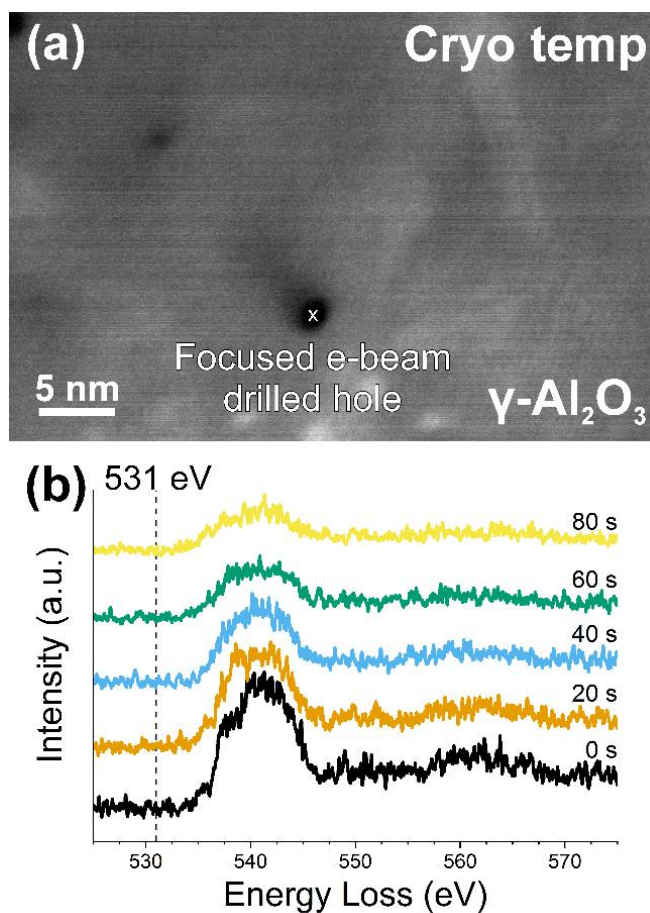 (a)
Cryo temp
x
Focused e-beam
drilled hole
5 nm
γ-Al₂O₃
(b)
531 eV
80 s
60 s
40 s
20 s
0 s
Intensity (a.u.)
530 540 550 560 570
Energy Loss (eV)